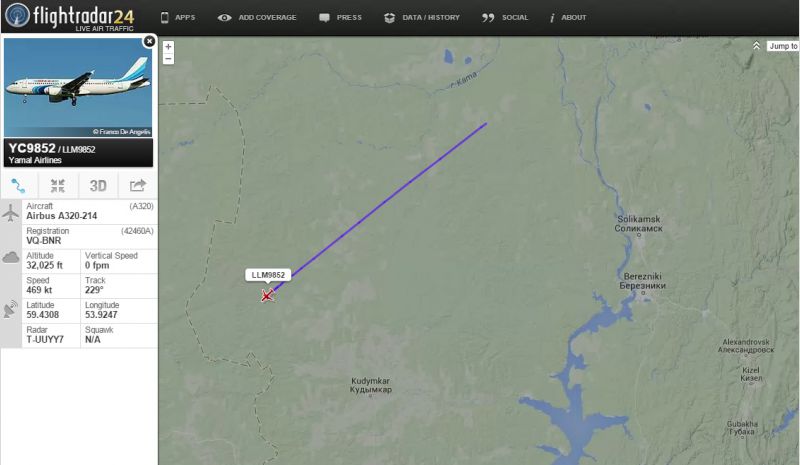 flightradar24
LIVE AIR TRAFFIC
APPS
ADD COVERAGE
PRESS
DATA / HISTORY
SOCIAL
i ABOUT
© Franco De Angelis
YC9852 / LLM9852
Yamal Airlines
3D
Aircraft (A320)
Airbus A320-214
Registration (42460A)
VQ-BNR
Altitude Vertical Speed
32,025 ft 0 fpm
Speed Track
469 kt 229°
Latitude Longitude
59.4308 53.9247
Radar Squawk
T-UUYY7 N/A
+
−
Jump to
Kama
LLM9852
Solikamsk
Соликамск
Berezniki
Березники
Alexandrovsk
Александровск
Kizel
Кизел
Kudymkar
Кудымкар
Gubakha
Губаха